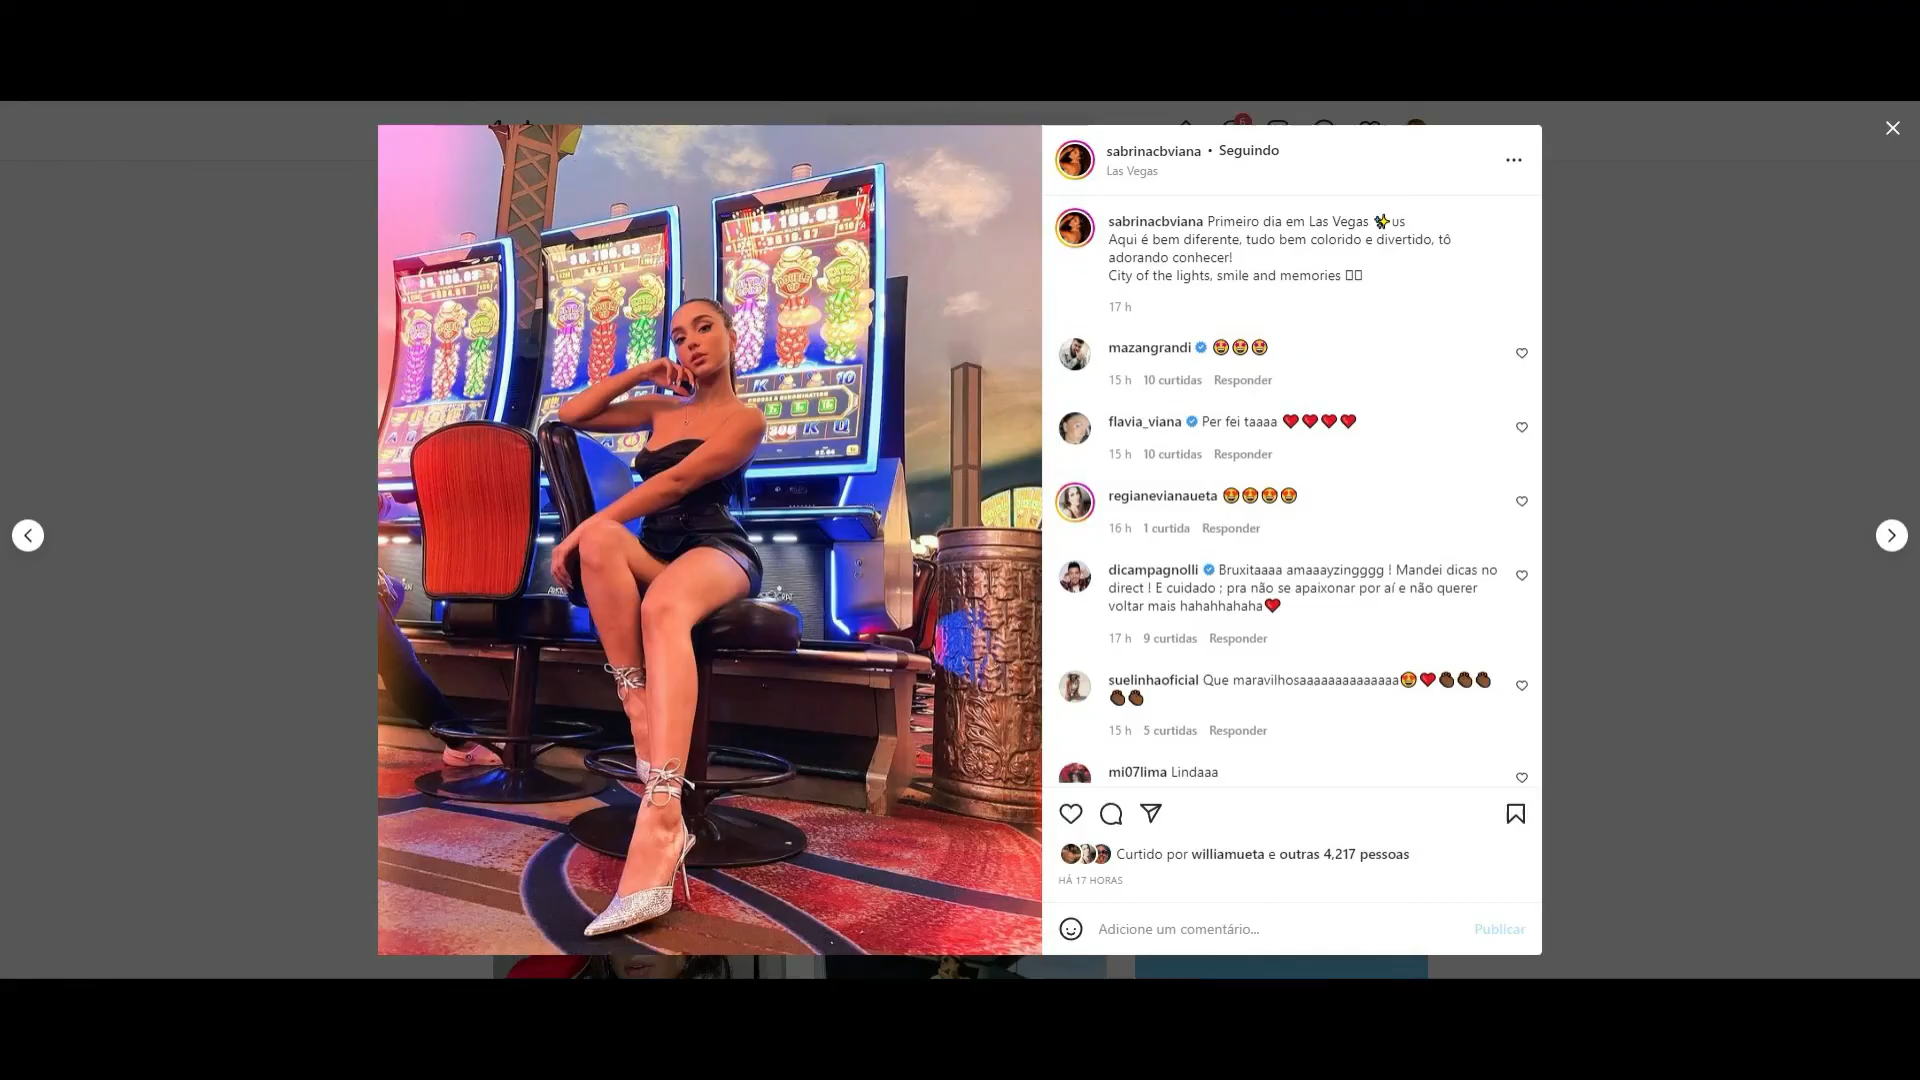 sabrinacbviana • Seguindo
Las Vegas
sabrinacbviana Primeiro dia em Las Vegas ✨us
Aqui é bem diferente, tudo bem colorido e divertido, tô
adorando conhecer!
City of the lights, smile and memories
17 h
mazangrandi 🤩🤩🤩
15 h 10 curtidas Responder
flavia_viana Per fei taaaa ❤️❤️❤️❤️
15 h 10 curtidas Responder
regianevianaueta 🤩🤩🤩🤩
16 h 1 curtida Responder
dicampagnolli Bruxitaaaa amaaayzingggg ! Mandei dicas no
direct ! E cuidado ; pra não se apaixonar por aí e não querer
voltar mais hahahhahaha❤️
17 h 9 curtidas Responder
suelinhaoficial Que maravilhosaaaaaaaaaaaaaa🤩❤️👏🏾👏🏾👏🏾
👏🏾👏🏾
15 h 5 curtidas Responder
mi07lima Lindaaa
Curtido por williamueta e outras 4,217 pessoas
HÁ 17 HORAS
Adicione um comentário... Publicar